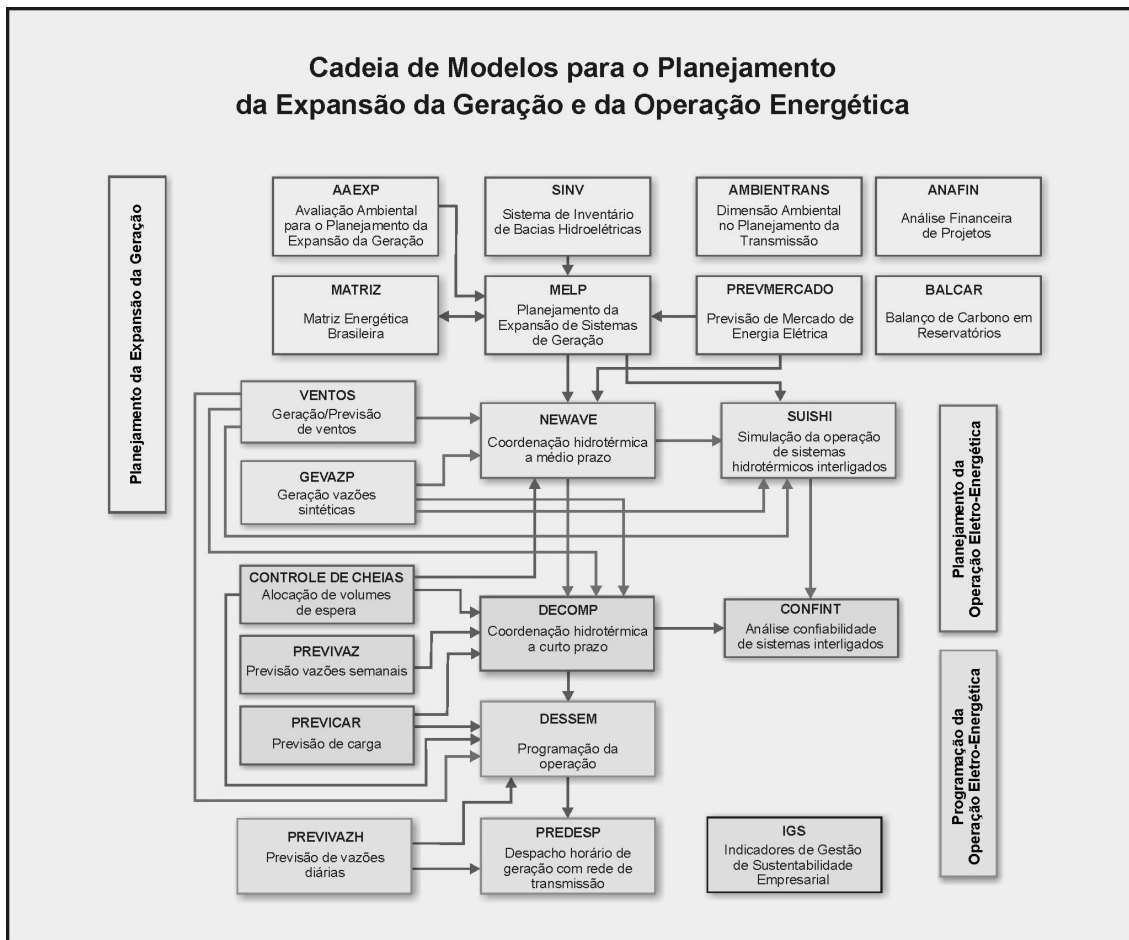 Cadeia de Modelos para o Planejamento
da Expansão da Geração e da Operação Energética
Planejamento da Expansão da Geração
AAEXP
Avaliação Ambiental
para o Planejamento da
Expansão da Geração
SINV
Sistema de Inventário
de Bacias Hidroelétricas
AMBIENTRANS
Dimensão Ambiental
no Planejamento da
Transmissão
ANAFIN
Análise Financeira
de Projetos
MATRIZ
Matriz Energética
Brasileira
MELP
Planejamento da
Expansão de Sistemas
de Geração
PREVMERCADO
Previsão de Mercado de
Energia Elétrica
BALCAR
Balanço de Carbono em
Reservatórios
VENTOS
Geração/Previsão
de ventos
NEWAVE
Coordenação hidrotérmica
a médio prazo
SUISHI
Simulação da operação
de sistemas
hidrotérmicos interligados
GEVAZP
Geração vazões
sintéticas
Planejamento da
Operação Eletro-Energética
CONTROLE DE CHEIAS
Alocação de volumes
de espera
DECOMP
Coordenação hidrotérmica
a curto prazo
CONFINT
Análise confiabilidade
de sistemas interligados
PREVIVAZ
Previsão vazões semanais
PREVICAR
Previsão de carga
DESSEM
Programação da
operação
Programação da
Operação Eletro-Energética
PREVIVAZH
Previsão de vazões
diárias
PREDESP
Despacho horário de
geração com rede de
transmissão
IGS
Indicadores de Gestão
de Sustentabilidade
Empresarial